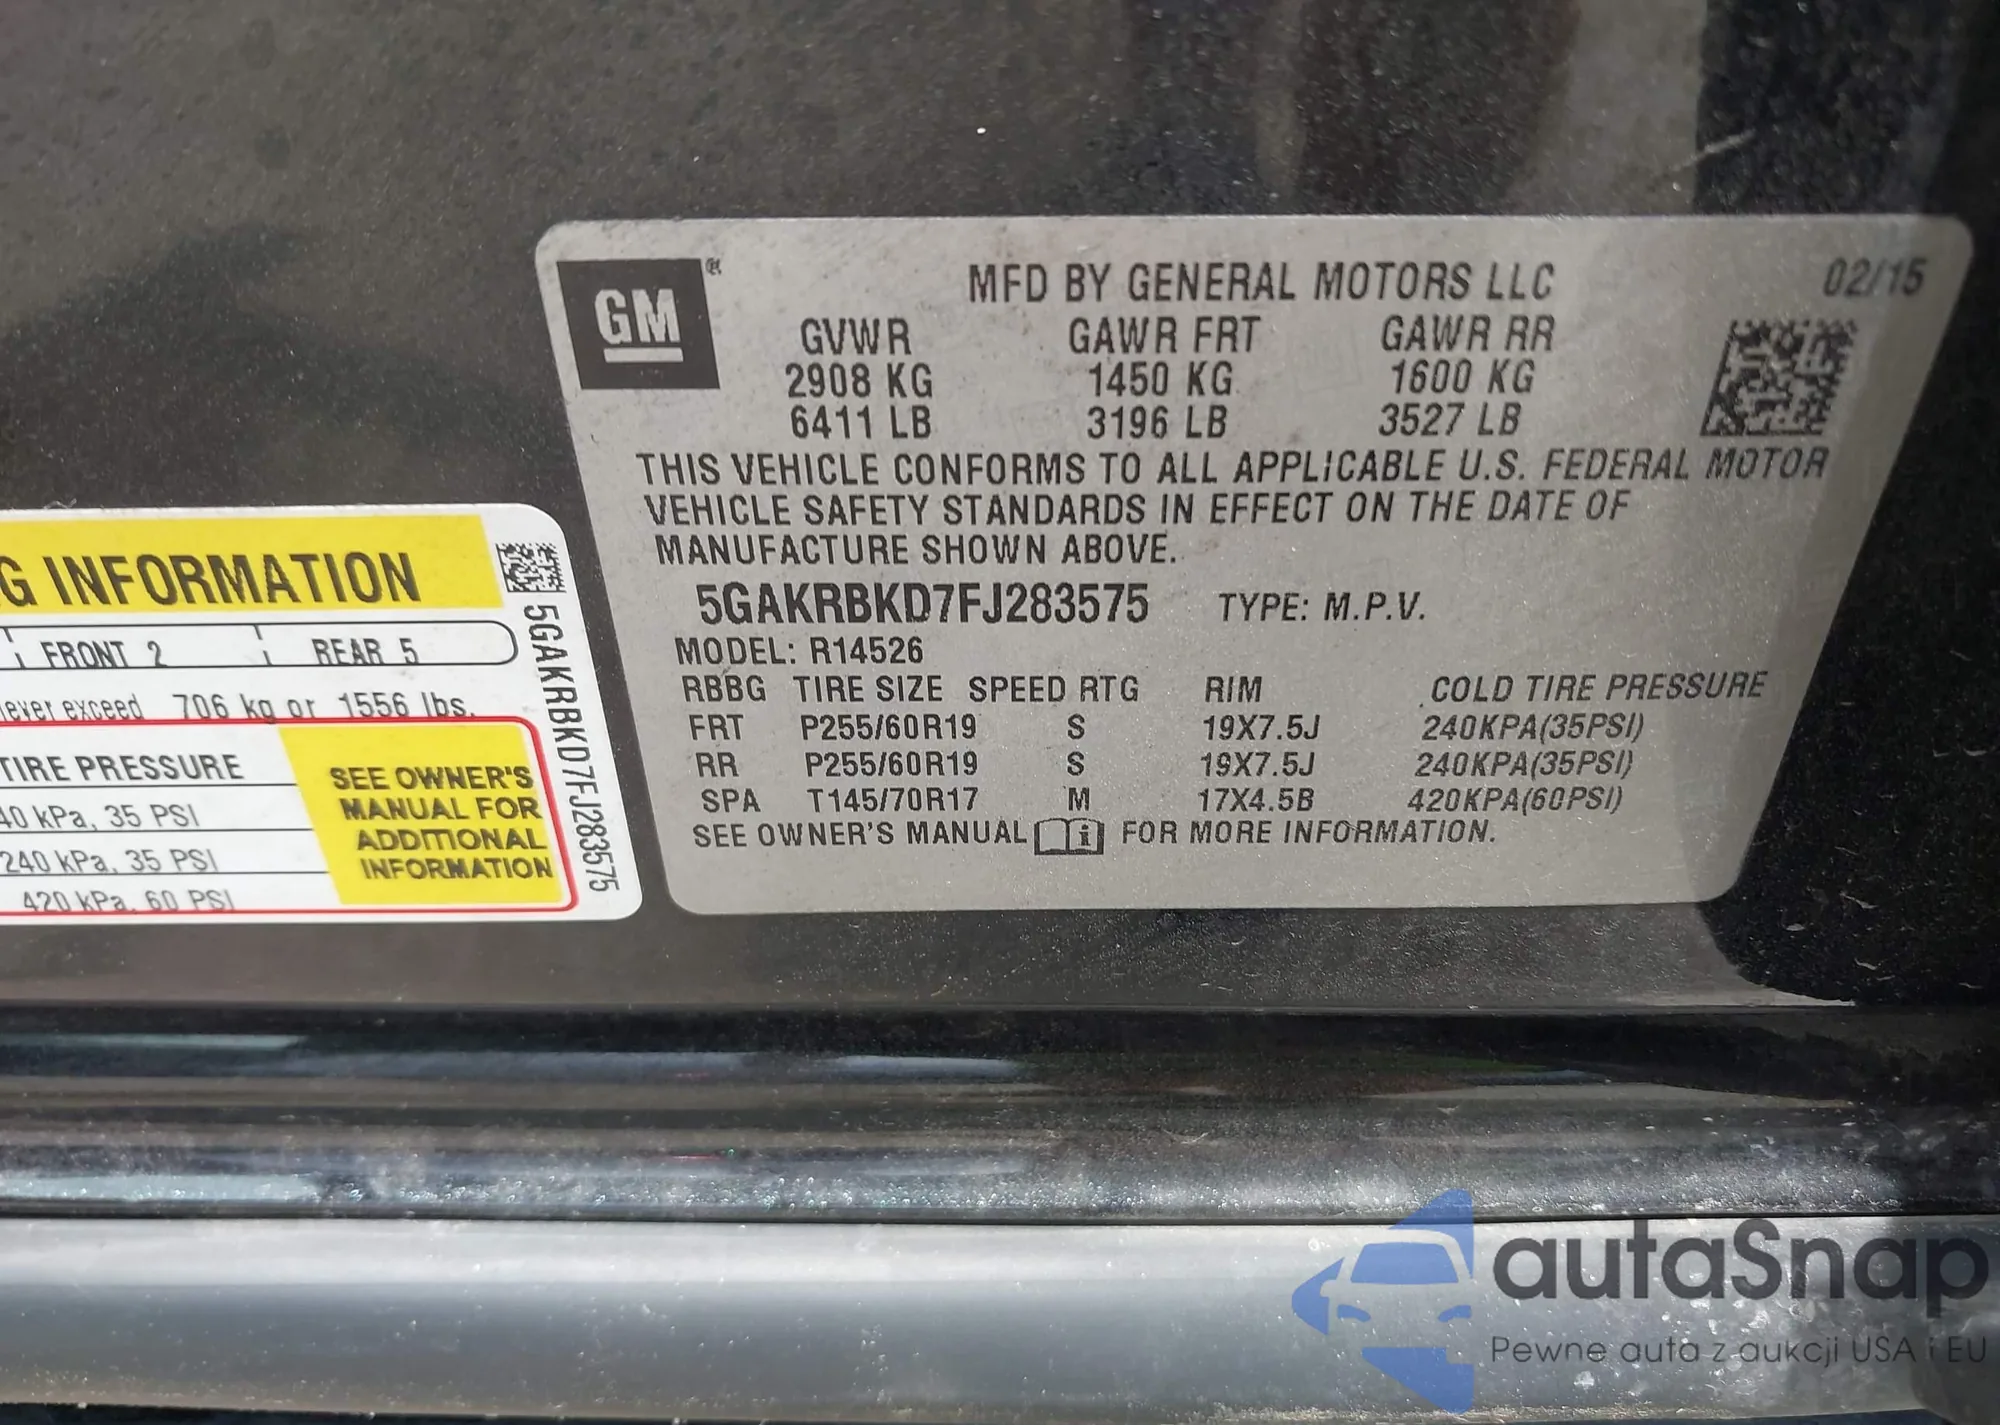 GM ®
MFD BY GENERAL MOTORS LLC 02/15
GVWR GAWR FRT GAWR RR
2908 KG 1450 KG 1600 KG
6411 LB 3196 LB 3527 LB
THIS VEHICLE CONFORMS TO ALL APPLICABLE U.S. FEDERAL MOTOR
VEHICLE SAFETY STANDARDS IN EFFECT ON THE DATE OF
MANUFACTURE SHOWN ABOVE.
5GAKRBKD7FJ283575 TYPE: M.P.V.
MODEL: R14526
RBBG TIRE SIZE SPEED RTG RIM COLD TIRE PRESSURE
FRT P255/60R19 S 19X7.5J 240KPA(35PSI)
RR P255/60R19 S 19X7.5J 240KPA(35PSI)
SPA T145/70R17 M 17X4.5B 420KPA(60PSI)
SEE OWNER'S MANUAL i FOR MORE INFORMATION.
G INFORMATION
FRONT 2 REAR 5
never exceed 706 kg or 1556 lbs.
TIRE PRESSURE
40 kPa, 35 PSI
240 kPa, 35 PSI
420 kPa, 60 PSI
SEE OWNER'S
MANUAL FOR
ADDITIONAL
INFORMATION
5GAKRBKD7FJ283575
autaSnap
Pewne auta z aukcji USA i EU